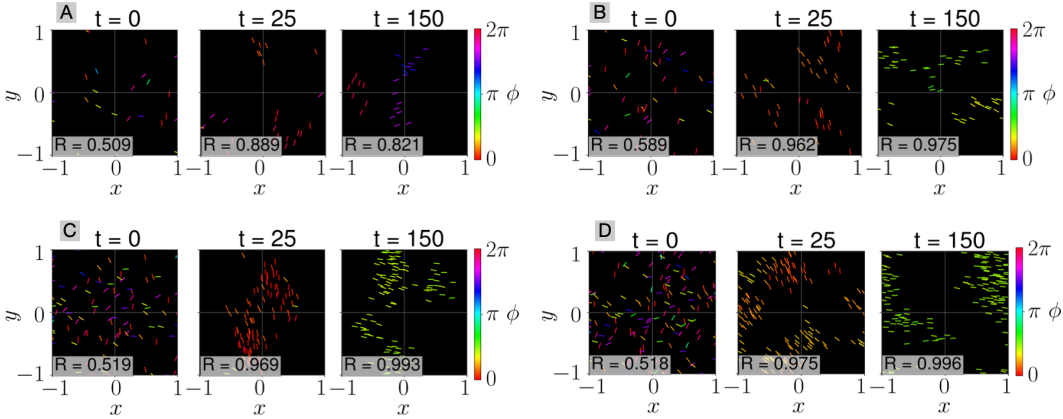 A
t = 0 t = 25 t = 150
1
y
0
−1
R = 0.509 R = 0.889 R = 0.821
2π
π ϕ
0
−1 0 1 −1 0 1 −1 0 1
x x x
B
t = 0 t = 25 t = 150
1
y
0
−1
R = 0.589 R = 0.962 R = 0.975
2π
π ϕ
0
−1 0 1 −1 0 1 −1 0 1
x x x
C
t = 0 t = 25 t = 150
1
y
0
−1
R = 0.519 R = 0.969 R = 0.993
2π
π ϕ
0
−1 0 1 −1 0 1 −1 0 1
x x x
D
t = 0 t = 25 t = 150
1
y
0
−1
R = 0.518 R = 0.975 R = 0.996
2π
π ϕ
0
−1 0 1 −1 0 1 −1 0 1
x x x